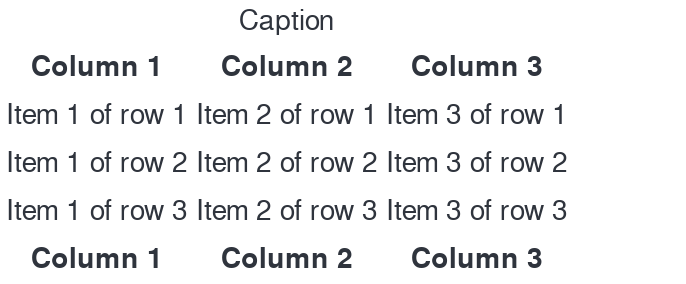 Caption
Column 1 Column 2 Column 3
Item 1 of row 1 Item 2 of row 1 Item 3 of row 1
Item 1 of row 2 Item 2 of row 2 Item 3 of row 2
Item 1 of row 3 Item 2 of row 3 Item 3 of row 3
Column 1 Column 2 Column 3